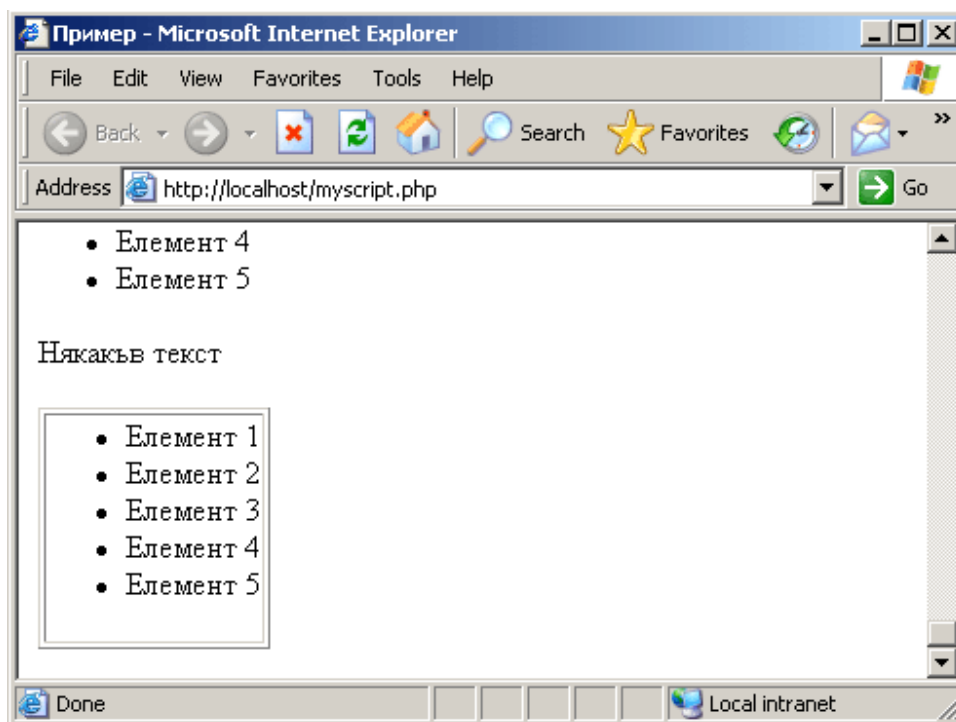 Пример - Microsoft Internet Explorer
File Edit View Favorites Tools Help
Back Search Favorites »
Address http://localhost/myscript.php Go
• Елемент 4
• Елемент 5
Някакъв текст
• Елемент 1
• Елемент 2
• Елемент 3
• Елемент 4
• Елемент 5
Done Local intranet